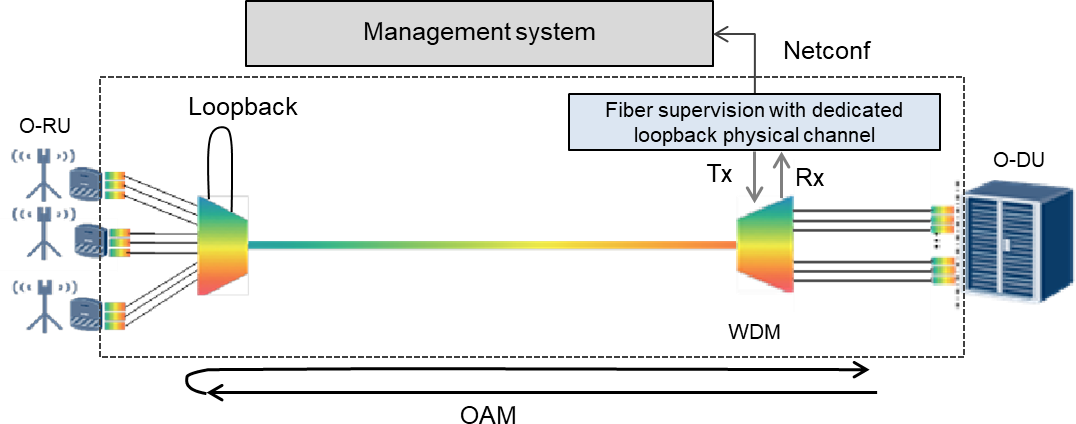 Management system
Netconf
Loopback
Fiber supervision with dedicated
loopback physical channel
O-RU
O-DU
Tx
Rx
WDM
OAM